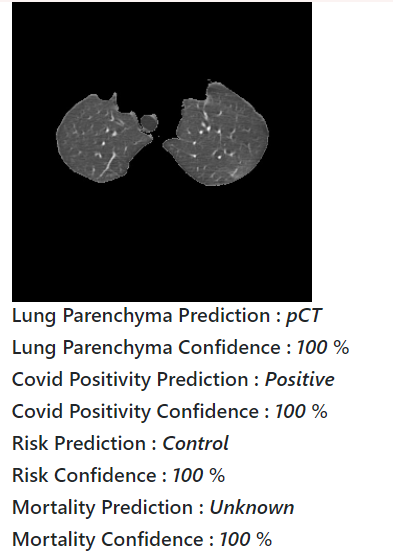 Lung Parenchyma Prediction : pCT
Lung Parenchyma Confidence : 100 %
Covid Positivity Prediction : Positive
Covid Positivity Confidence : 100 %
Risk Prediction : Control
Risk Confidence : 100 %
Mortality Prediction : Unknown
Mortality Confidence : 100 %